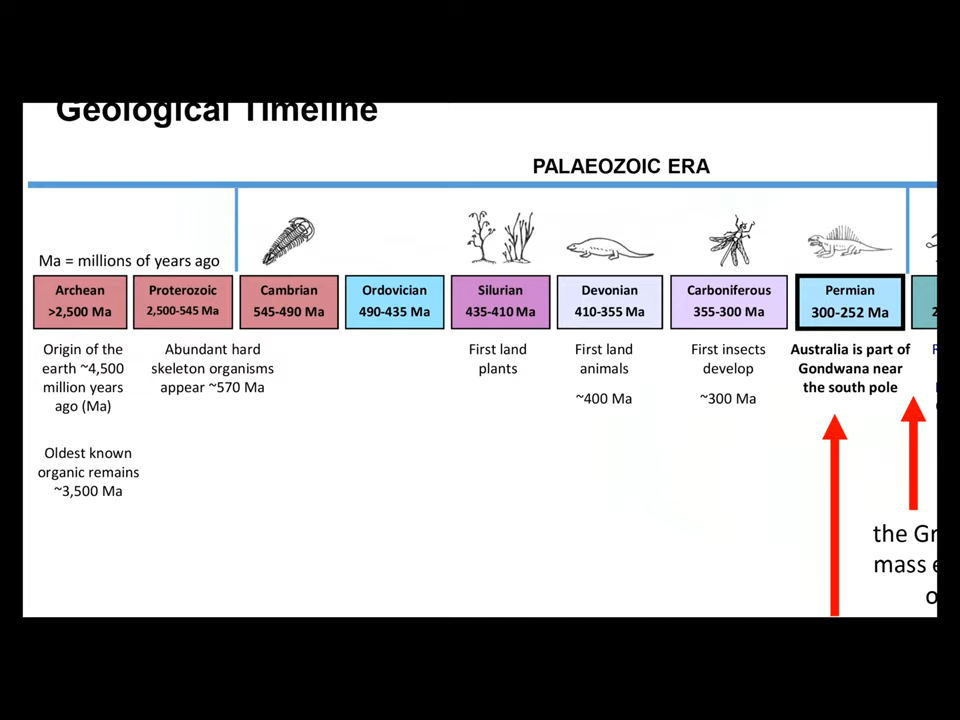 Geological Timeline
PALAEOZOIC ERA
Ma = millions of years ago
Archean
>2,500 Ma
Proterozoic
2,500-545 Ma
Cambrian
545-490 Ma
Ordovician
490-435 Ma
Silurian
435-410 Ma
Devonian
410-355 Ma
Carboniferous
355-300 Ma
Permian
300-252 Ma
2
Origin of the
earth ~4,500
million years
ago (Ma)
Oldest known
organic remains
~3,500 Ma
Abundant hard
skeleton organisms
appear ~570 Ma
First land
plants
First land
animals
~400 Ma
First insects
develop
~300 Ma
Australia is part of
Gondwana near
the south pole
the Gr
mass e
o